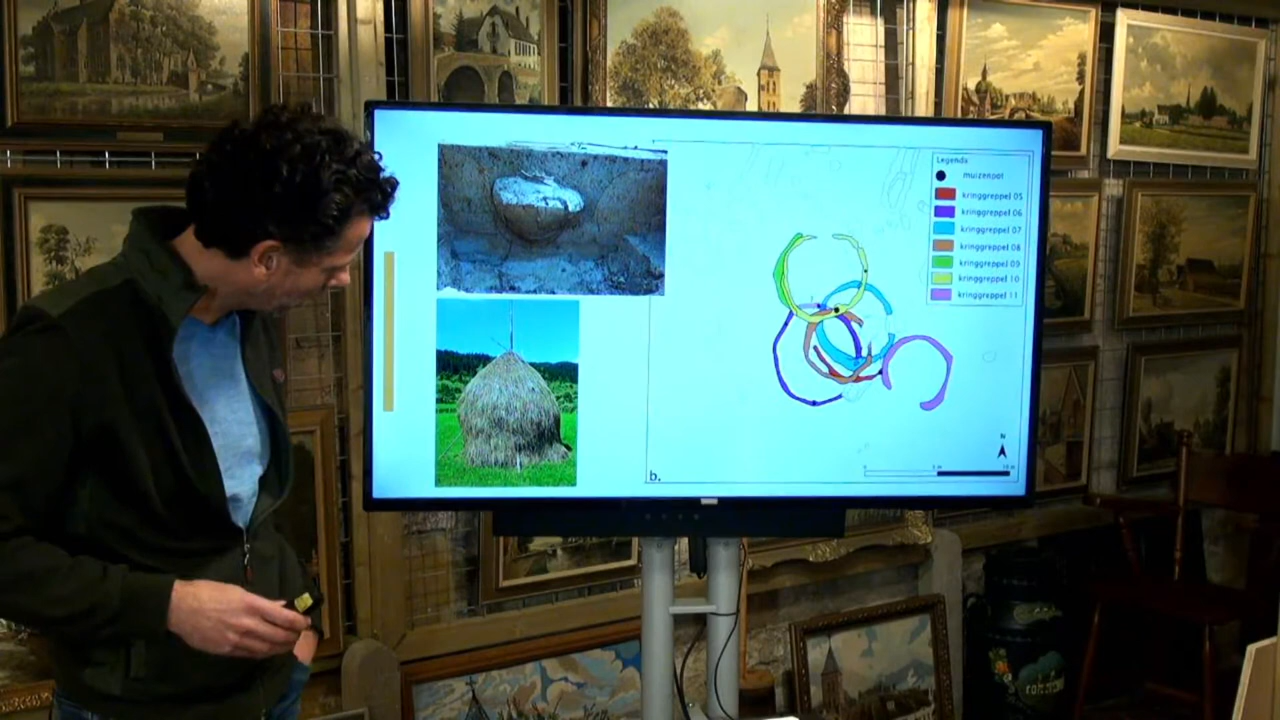 Legenda
muizenpot
kringgreppel 05
kringgreppel 06
kringgreppel 07
kringgreppel 08
kringgreppel 09
kringgreppel 10
kringgreppel 11
N
b.